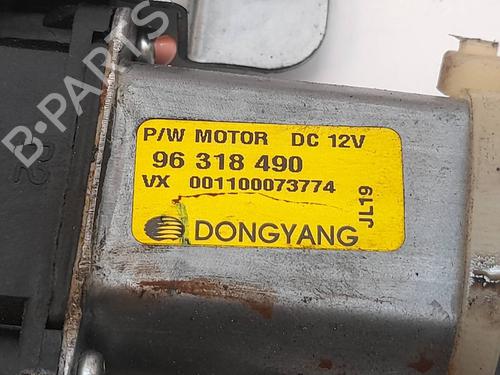 B-PARTS
P/W MOTOR DC 12V
96 318 490
VX 001100073774
JL19
DONGYANG